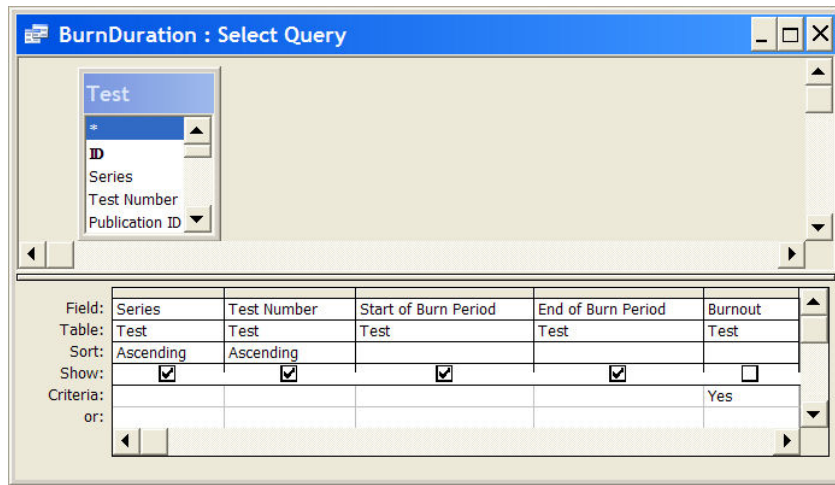 BurnDuration : Select Query
Test
*
ID
Series
Test Number
Publication ID
Field: Series Test Number Start of Burn Period End of Burn Period Burnout
Table: Test Test Test Test Test
Sort: Ascending Ascending
Show:
Criteria: Yes
or: